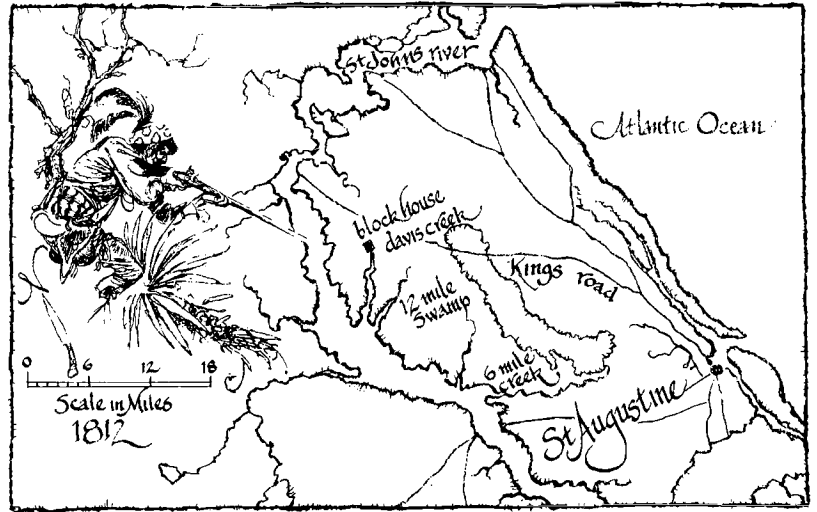 St Johns river
Atlantic Ocean
block house
davis creek
Kings road
12 mile
Swamp
6 mile
creek
St Augustine
0 6 12 18
Scale in Miles
1812